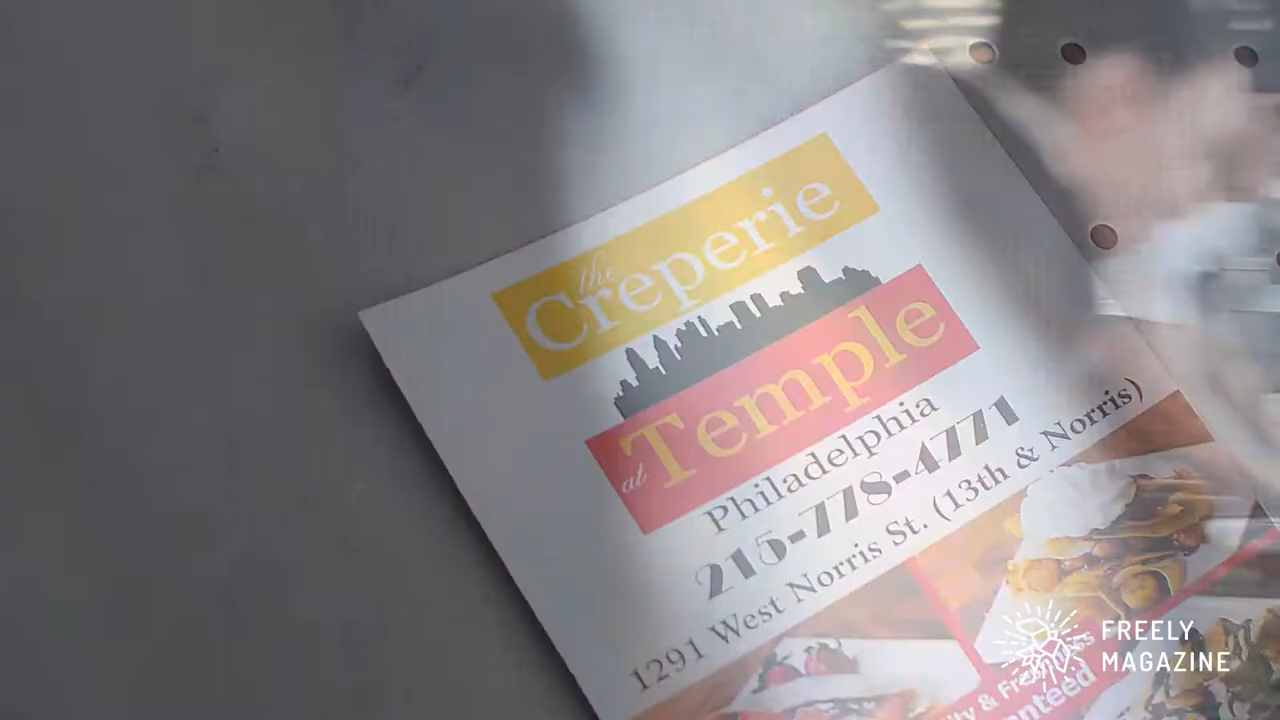 the
Creperie
at Temple
Philadelphia
215-778-4771
1291 West Norris St. (13th & Norris)
FREELY
MAGAZINE